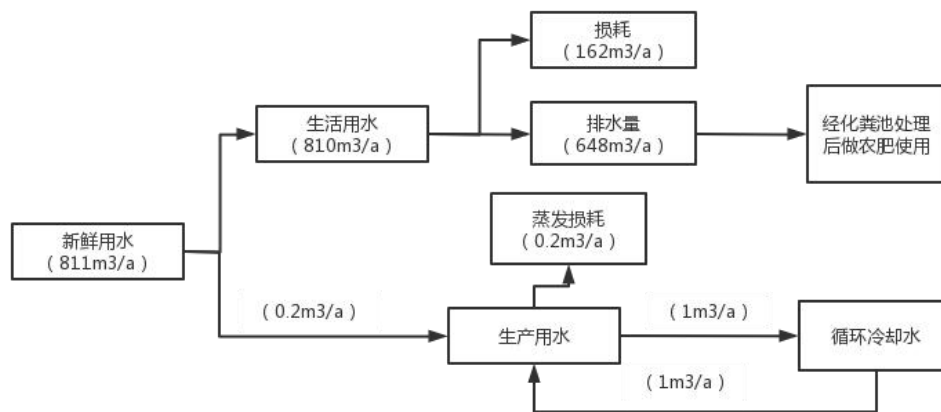 损耗
（162m3/a）
生活用水
（810m3/a）
排水量
（648m3/a）
经化粪池处理
后做农肥使用
蒸发损耗
（0.2m3/a）
新鲜用水
（811m3/a）
（0.2m3/a）
生产用水
（1m3/a）
循环冷却水
（1m3/a）